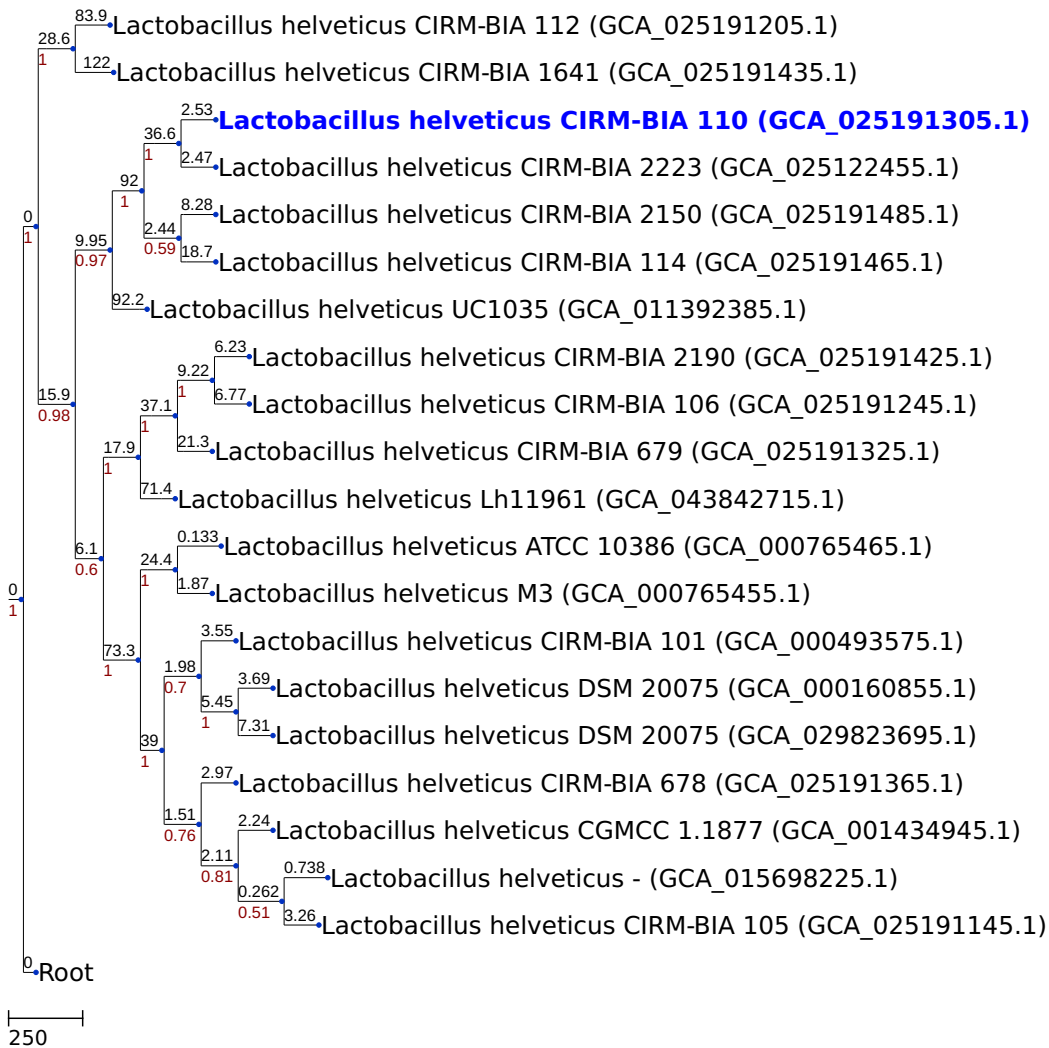 83.9
Lactobacillus helveticus CIRM-BIA 112 (GCA_025191205.1)
28.6
1
122
Lactobacillus helveticus CIRM-BIA 1641 (GCA_025191435.1)
2.53
Lactobacillus helveticus CIRM-BIA 110 (GCA_025191305.1)
36.6
1
2.47
Lactobacillus helveticus CIRM-BIA 2223 (GCA_025122455.1)
92
1
8.28
Lactobacillus helveticus CIRM-BIA 2150 (GCA_025191485.1)
0
1
2.44
0.59
18.7
Lactobacillus helveticus CIRM-BIA 114 (GCA_025191465.1)
9.95
0.97
92.2
Lactobacillus helveticus UC1035 (GCA_011392385.1)
6.23
Lactobacillus helveticus CIRM-BIA 2190 (GCA_025191425.1)
9.22
1
6.77
Lactobacillus helveticus CIRM-BIA 106 (GCA_025191245.1)
15.9
0.98
37.1
1
21.3
Lactobacillus helveticus CIRM-BIA 679 (GCA_025191325.1)
17.9
1
71.4
Lactobacillus helveticus Lh11961 (GCA_043842715.1)
0.133
Lactobacillus helveticus ATCC 10386 (GCA_000765465.1)
6.1
0.6
24.4
1
1.87
Lactobacillus helveticus M3 (GCA_000765455.1)
0
1
3.55
Lactobacillus helveticus CIRM-BIA 101 (GCA_000493575.1)
73.3
1
1.98
0.7
3.69
Lactobacillus helveticus DSM 20075 (GCA_000160855.1)
5.45
1
7.31
Lactobacillus helveticus DSM 20075 (GCA_029823695.1)
39
1
2.97
Lactobacillus helveticus CIRM-BIA 678 (GCA_025191365.1)
1.51
0.76
2.24
Lactobacillus helveticus CGMCC 1.1877 (GCA_001434945.1)
2.11
0.81
0.738
Lactobacillus helveticus - (GCA_015698225.1)
0.262
0.51
3.26
Lactobacillus helveticus CIRM-BIA 105 (GCA_025191145.1)
0
Root
250